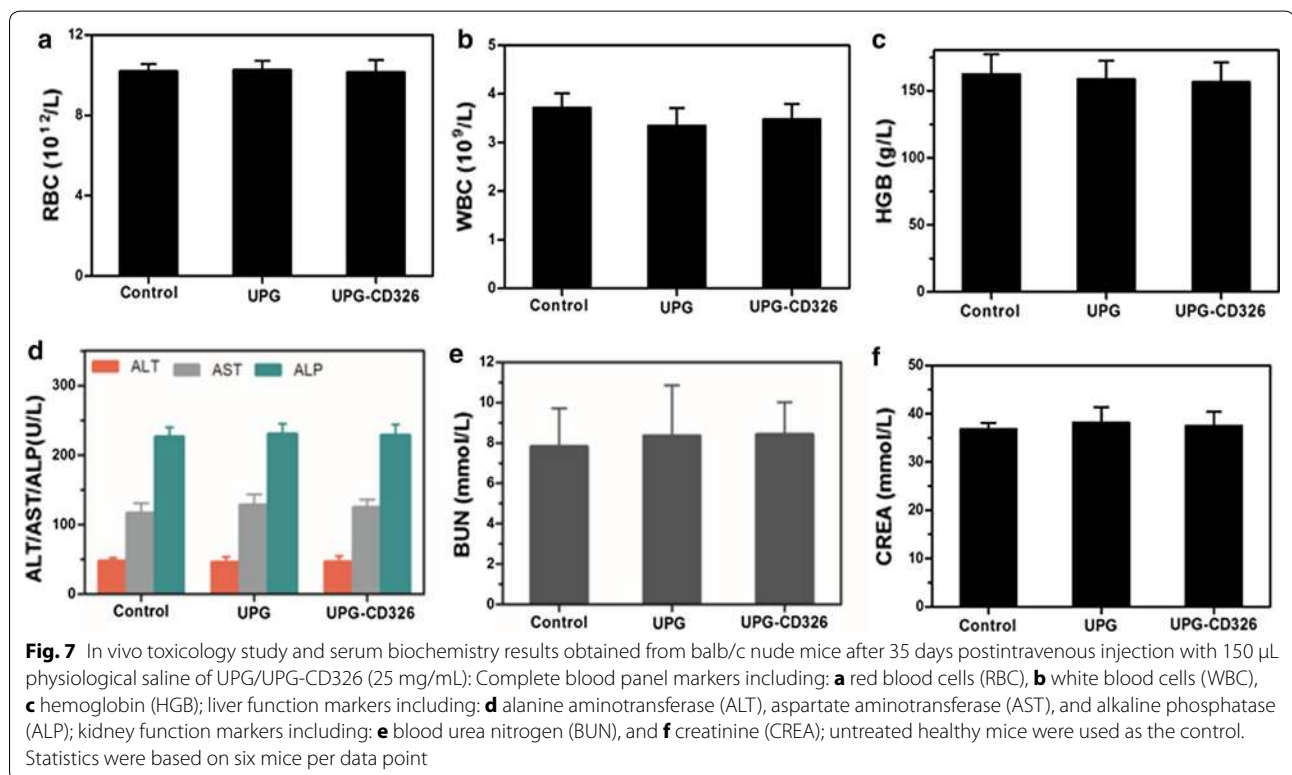 a
12
8
4
0
RBC (10¹²/L)
Control UPG UPG-CD326
b
5
4
3
2
1
0
WBC (10⁹/L)
Control UPG UPG-CD326
c
150
100
50
0
HGB (g/L)
Control UPG UPG-CD326
d
ALT AST ALP
300
200
100
0
ALT/AST/ALP(U/L)
Control UPG UPG-CD326
e
12
10
8
6
4
2
0
BUN (mmol/L)
Control UPG UPG-CD326
f
50
40
30
20
10
0
CREA (mmol/L)
Control UPG UPG-CD326
Fig. 7 In vivo toxicology study and serum biochemistry results obtained from balb/c nude mice after 35 days postintravenous injection with 150 µL
physiological saline of UPG/UPG-CD326 (25 mg/mL): Complete blood panel markers including: a red blood cells (RBC), b white blood cells (WBC),
c hemoglobin (HGB); liver function markers including: d alanine aminotransferase (ALT), aspartate aminotransferase (AST), and alkaline phosphatase
(ALP); kidney function markers including: e blood urea nitrogen (BUN), and f creatinine (CREA); untreated healthy mice were used as the control.
Statistics were based on six mice per data point